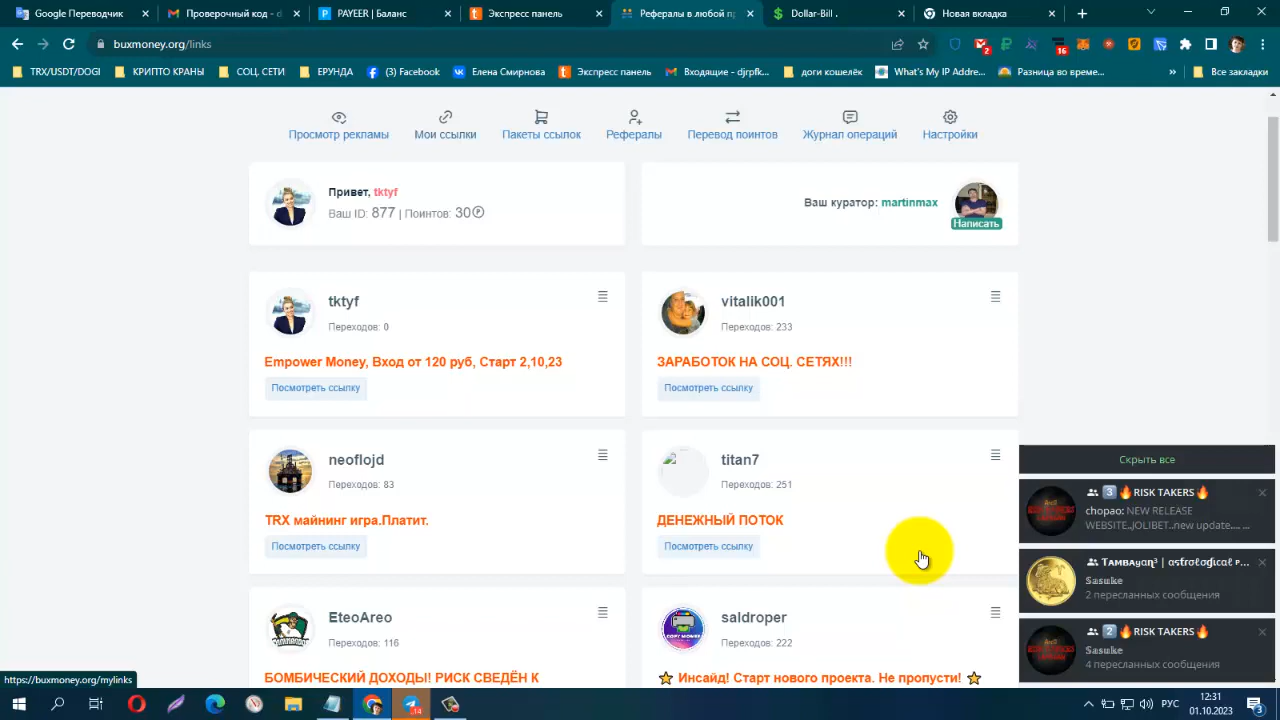 Google Переводчик
Проверочный код - d
PAYEER | Баланс
Экспресс панель
Рефералы в любой п
Dollar-Bill .
Новая вкладка
buxmoney.org/links
2
16
TRX/USDT/DOGI
КРИПТО КРАНЫ
СОЦ. СЕТИ
ЕРУНДА
(3) Facebook
Елена Смирнова
Экспресс панель
Входящие - djrpfk...
доги кошелёк
What's My IP Addre...
Разница во време...
»
Все закладки
Просмотр рекламы
Мои ссылки
Пакеты ссылок
Рефералы
Перевод поинтов
Журнал операций
Настройки
Привет, tktyf
Ваш ID: 877 | Поинтов: 30
Ваш куратор: martinmax
Написать
tktyf
Переходов: 0
Empower Money, Вход от 120 руб, Старт 2,10,23
Посмотреть ссылку
vitalik001
Переходов: 233
ЗАРАБОТОК НА СОЦ. СЕТЯХ!!!
Посмотреть ссылку
neoflojd
Переходов: 83
TRX майнинг игра.Платит.
Посмотреть ссылку
titan7
Переходов: 251
ДЕНЕЖНЫЙ ПОТОК
Посмотреть ссылку
EteoAreo
Переходов: 116
БОМБИЧЕСКИЙ ДОХОДЫ! РИСК СВЕДЁН К
saldroper
Переходов: 222
⭐ Инсайд! Старт нового проекта. Не пропусти! ⭐
Скрыть все
3 🔥RISK TAKERS🔥
chopao: NEW RELEASE
WEBSITE..JOLIBET..new update.... ...
Sasuke
2 пересланных сообщения
2 🔥RISK TAKERS🔥
Sasuke
4 пересланных сообщения
https://buxmoney.org/mylinks
14
РУС
12:31
01.10.2023
3